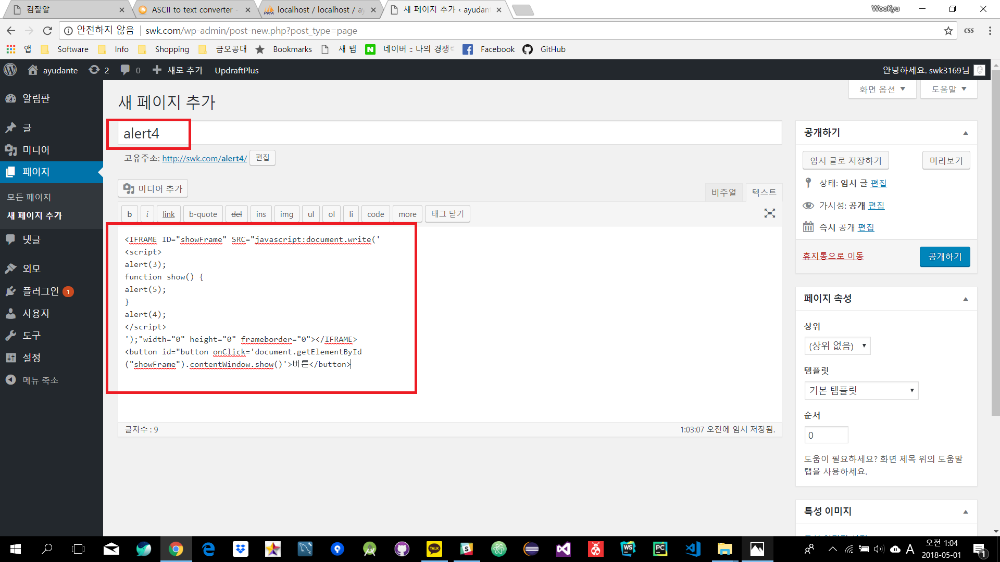 컴잘알
ASCII to text converter -
localhost / localhost / ay
새 페이지 추가 ‹ ayudan
WooKyu
안전하지 않음
swk.com/wp-admin/post-new.php?post_type=page
css
앱
Software
Info
Shopping
금오공대
Bookmarks
새 탭
네이버 :: 나의 경쟁
Facebook
GitHub
ayudante
2
0
새로 추가
UpdraftPlus
안녕하세요. swk3169님
알림판
글
미디어
페이지
모든 페이지
새 페이지 추가
댓글
외모
플러그인 1
사용자
도구
설정
메뉴 축소
새 페이지 추가
화면 옵션
도움말
alert4
고유주소: http://swk.com/alert4/ 편집
미디어 추가
비주얼
텍스트
b i link b-quote del ins img ul ol li code more 태그 닫기
<IFRAME ID="showFrame" SRC="javascript:document.write('
<script>
alert(3);
function show() {
alert(5);
}
alert(4);
</script>
');"width="0" height="0" frameborder="0"></IFRAME>
<button id="button onClick='document.getElementById
("showFrame").contentWindow.show()'>버튼</button>
글자수 : 9
1:03:07 오전에 임시 저장됨.
공개하기
임시 글로 저장하기
미리보기
상태: 임시 글 편집
가시성: 공개 편집
즉시 공개 편집
휴지통으로 이동
공개하기
페이지 속성
상위
(상위 없음)
템플릿
기본 템플릿
순서
0
도움이 필요하세요? 화면 제목 위의 도움말
탭을 사용하세요.
특성 이미지
TALK
WS
PC
A
오전 1:04
2018-05-01
1